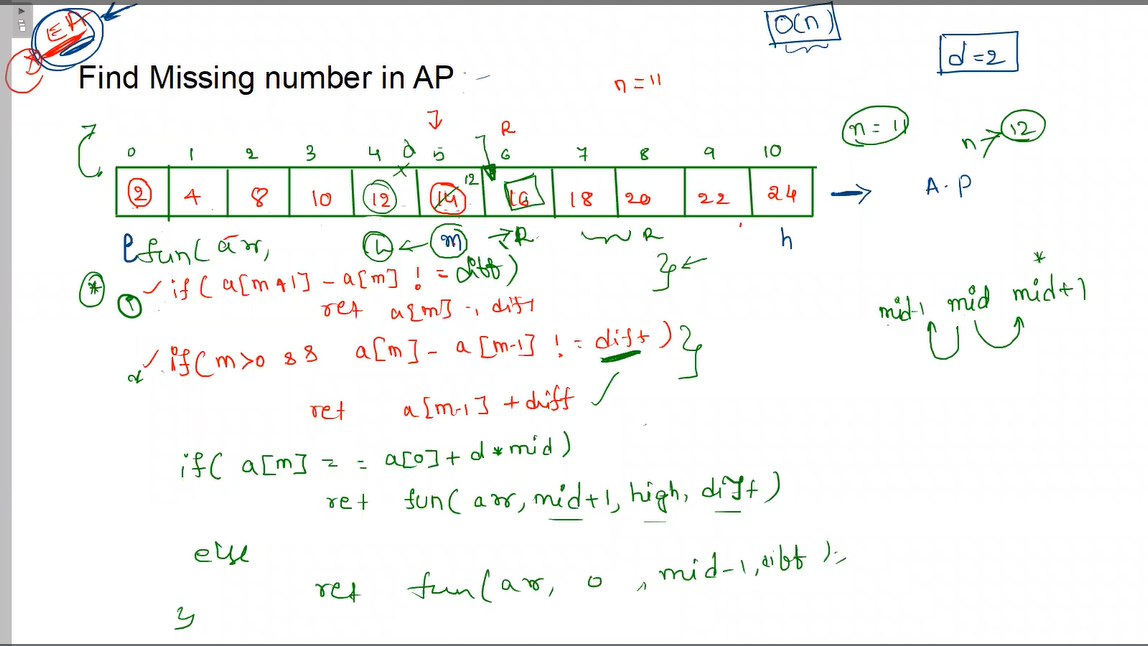 O(n)
d=2
Find Missing number in AP
n=11
n=11
n → 12
R
0 1 2 3 4 d 5 6 7 8 9 10
2 4 8 10 12 14 12 16 18 20 22 24
A.P
l L ← m → R R h
fun( arr,
* 1 if( a[m+1] - a[m] ! = diff) }
ret a[m] + diff
mid-1 mid mid+1 *
if( m>0 && a[m] - a[m-1] ! = diff ) }
ret a[m-1] + diff
if( a[m] = = a[0] + d * mid )
ret fun( arr, mid+1, high, diff )
else
ret fun( arr, 0 , mid-1, diff );
}